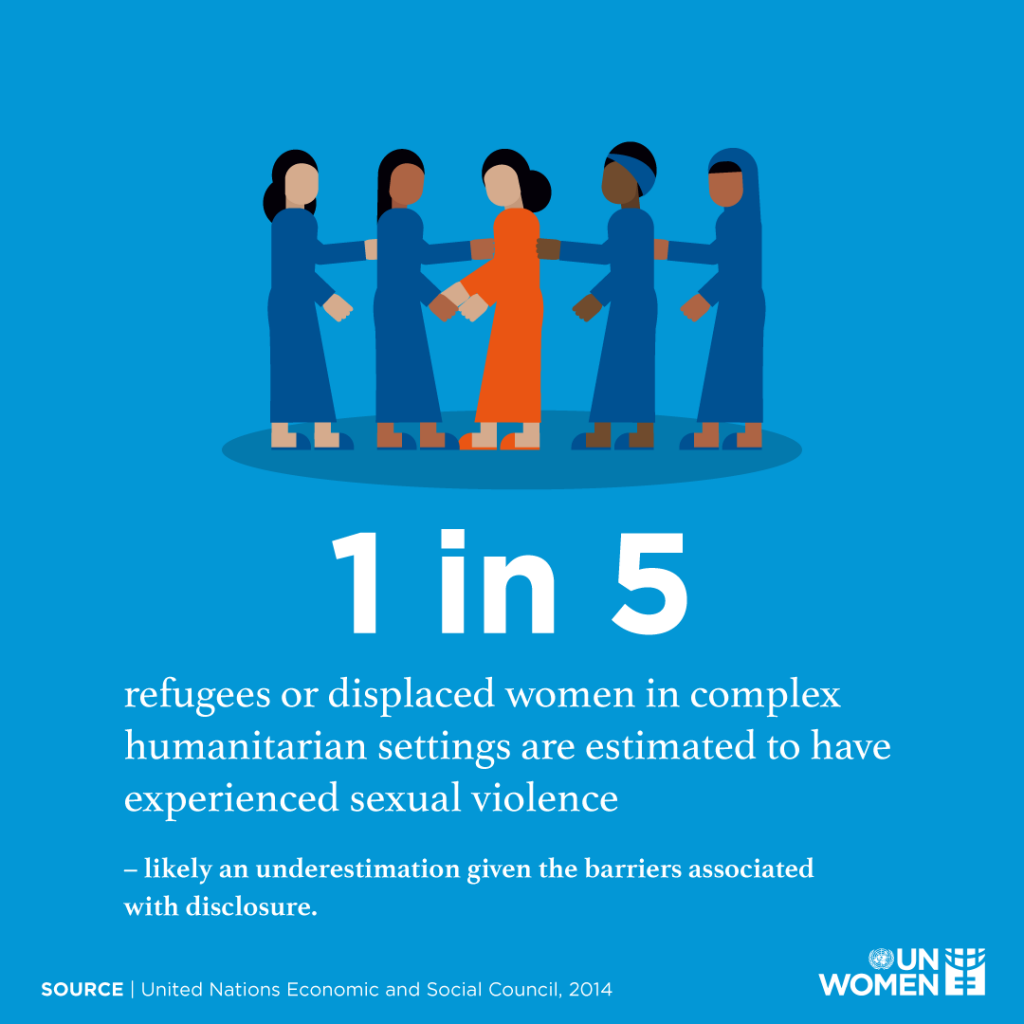 1 in 5
refugees or displaced women in complex
humanitarian settings are estimated to have
experienced sexual violence
– likely an underestimation given the barriers associated
with disclosure.
SOURCE | United Nations Economic and Social Council, 2014
UN
WOMEN